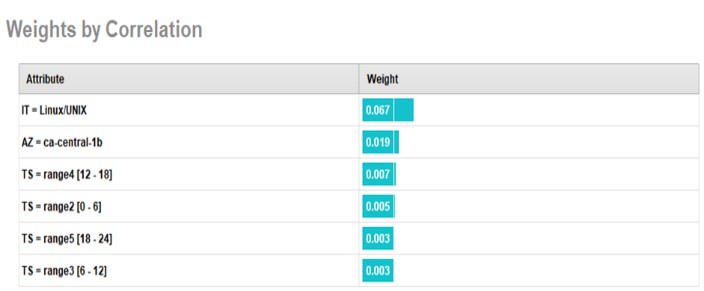 Weights by Correlation
Attribute Weight
IT = Linux/UNIX 0.067
AZ = ca-central-1b 0.019
TS = range4 [12 - 18] 0.007
TS = range2 [0 - 6] 0.005
TS = range5 [18 - 24] 0.003
TS = range3 [6 - 12] 0.003